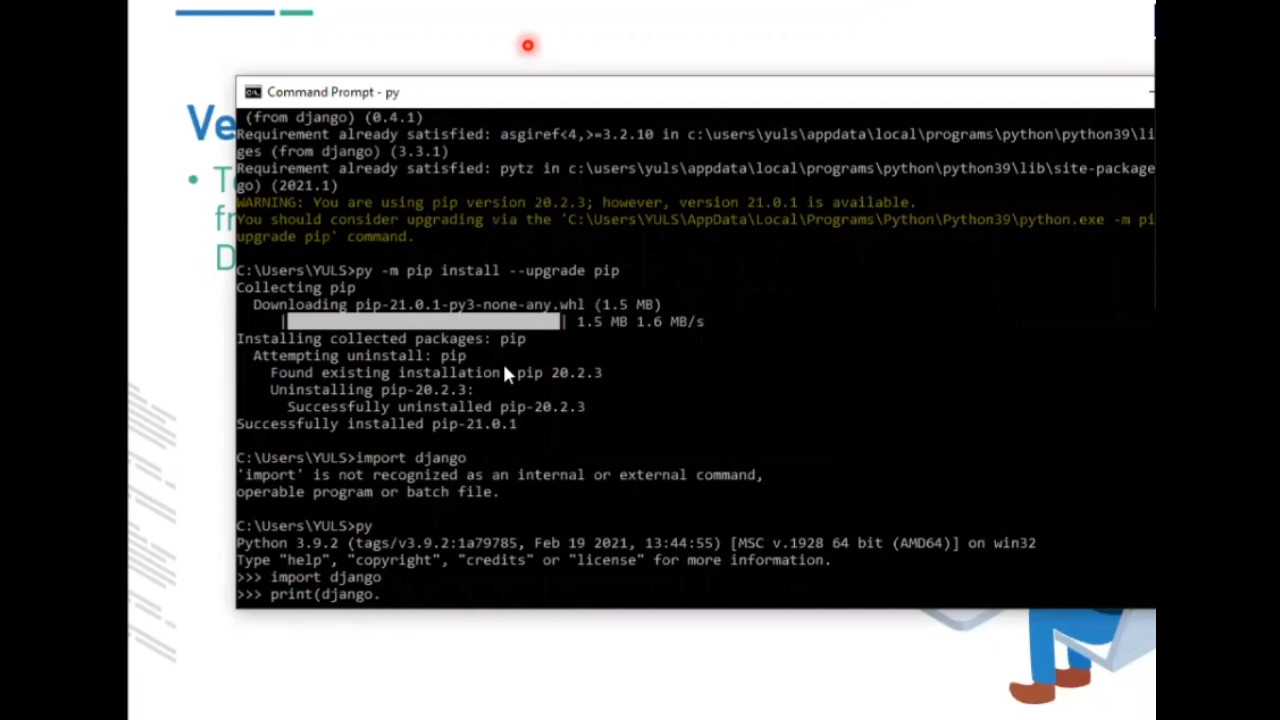 Command Prompt - py
Ve
(from django) (0.4.1)
Requirement already satisfied: asgiref<4,>=3.2.10 in c:\users\yuls\appdata\local\programs\python\python39\li
ges (from django) (3.3.1)
• T
Requirement already satisfied: pytz in c:\users\yuls\appdata\local\programs\python\python39\lib\site-package
go) (2021.1)
WARNING: You are using pip version 20.2.3; however, version 21.0.1 is available.
fr
You should consider upgrading via the 'C:\Users\YULS\AppData\Local\Programs\Python\Python39\python.exe -m pi
upgrade pip' command.
D
C:\Users\YULS>py -m pip install --upgrade pip
Collecting pip
Downloading pip-21.0.1-py3-none-any.whl (1.5 MB)
| | 1.5 MB 1.6 MB/s
Installing collected packages: pip
Attempting uninstall: pip
Found existing installation pip 20.2.3
Uninstalling pip-20.2.3:
Successfully uninstalled pip-20.2.3
Successfully installed pip-21.0.1
C:\Users\YULS>import django
'import' is not recognized as an internal or external command,
operable program or batch file.
C:\Users\YULS>py
Python 3.9.2 (tags/v3.9.2:1a79785, Feb 19 2021, 13:44:55) [MSC v.1928 64 bit (AMD64)] on win32
Type "help", "copyright", "credits" or "license" for more information.
>>> import django
>>> print(django.